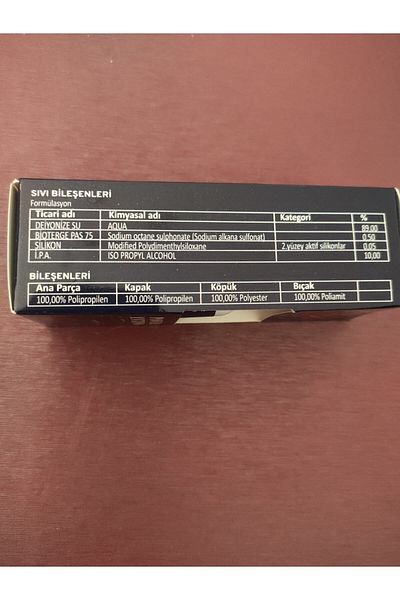 SIVI BİLEŞENLERİ
Formülasyon
Ticari adı Kimyasal adı Kategori %
DEİYONİZE SU AQUA 89.00
BIOTERGE PAS 75 Sodium octane sulphonate (Sodium alkana sulfonat) 0.50
SILIKON Modified Polydimenthylsiloxane 2.yüzey aktif silikonlar 0.05
I.P.A. ISO PROPYL ALCOHOL 10,00
BİLEŞENLERİ
Ana Parça Kapak Köpük Bıçak
100,00% Polipropilen 100,00% Polipropilen 100,00% Polyester 100,00% Poliamit